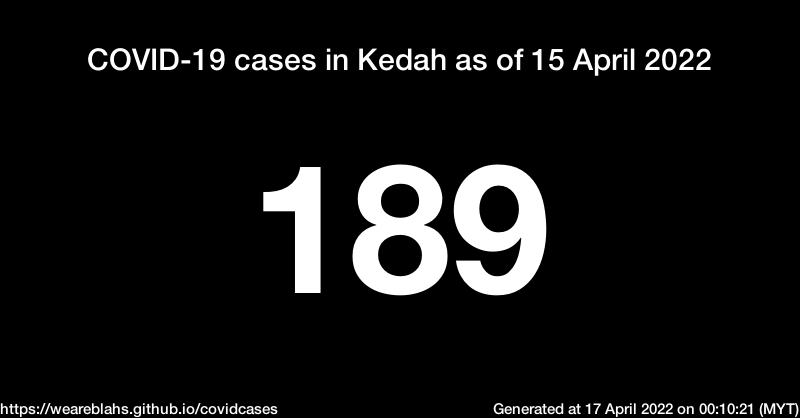 COVID-19 cases in Kedah as of 15 April 2022
189
https://weareblahs.github.io/covidcases
Generated at 17 April 2022 on 00:10:21 (MYT)